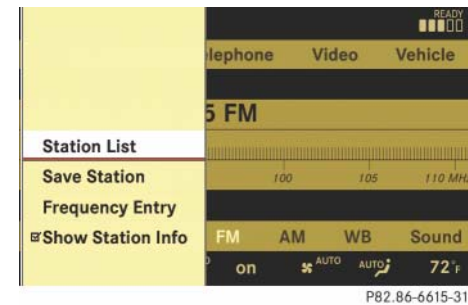 READY
lephone Video Vehicle
5 FM
Station List
Save Station
100 105 110 MH
Frequency Entry
Show Station Info
FM AM WB Sound
on AUTO AUTO 72°F
P82.86-6615-31